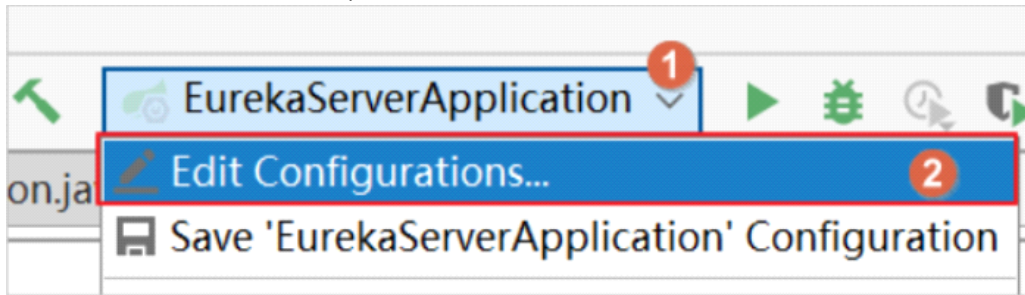 EurekaServerApplication 1
on.ja
Edit Configurations... 2
Save 'EurekaServerApplication' Configuration